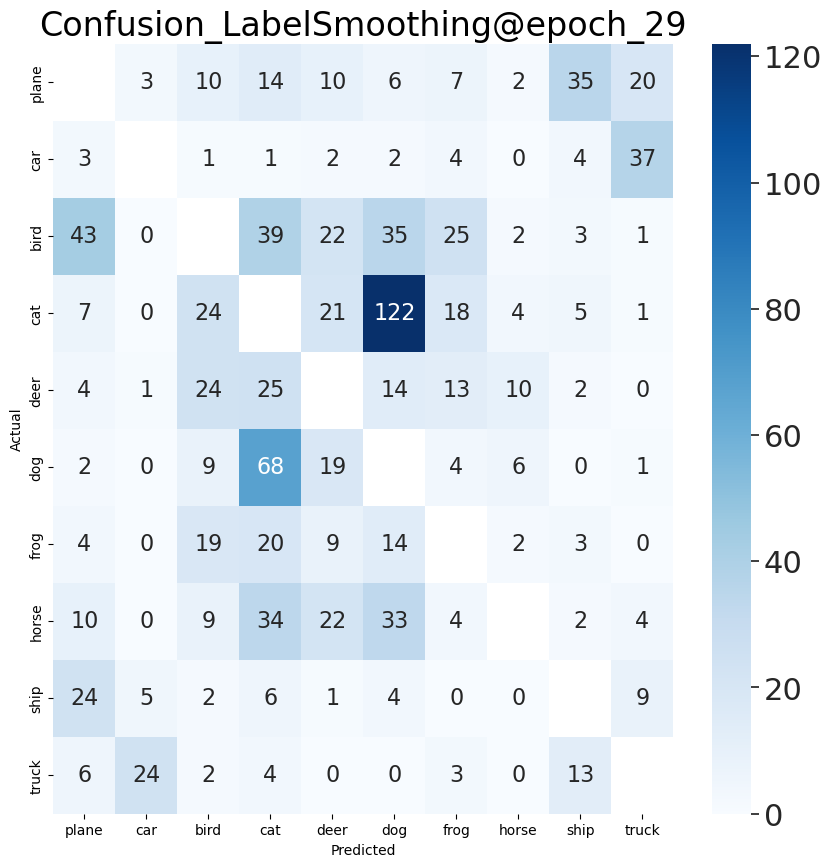 Confusion_LabelSmoothing@epoch_29
plane 3 10 14 10 6 7 2 35 20
car 3 1 1 2 2 4 0 4 37
bird 43 0 39 22 35 25 2 3 1
cat 7 0 24 21 122 18 4 5 1
deer 4 1 24 25 14 13 10 2 0
dog 2 0 9 68 19 4 6 0 1
frog 4 0 19 20 9 14 2 3 0
horse 10 0 9 34 22 33 4 2 4
ship 24 5 2 6 1 4 0 0 9
truck 6 24 2 4 0 0 3 0 13
plane car bird cat deer dog frog horse ship truck
Predicted
Actual
120
100
80
60
40
20
0